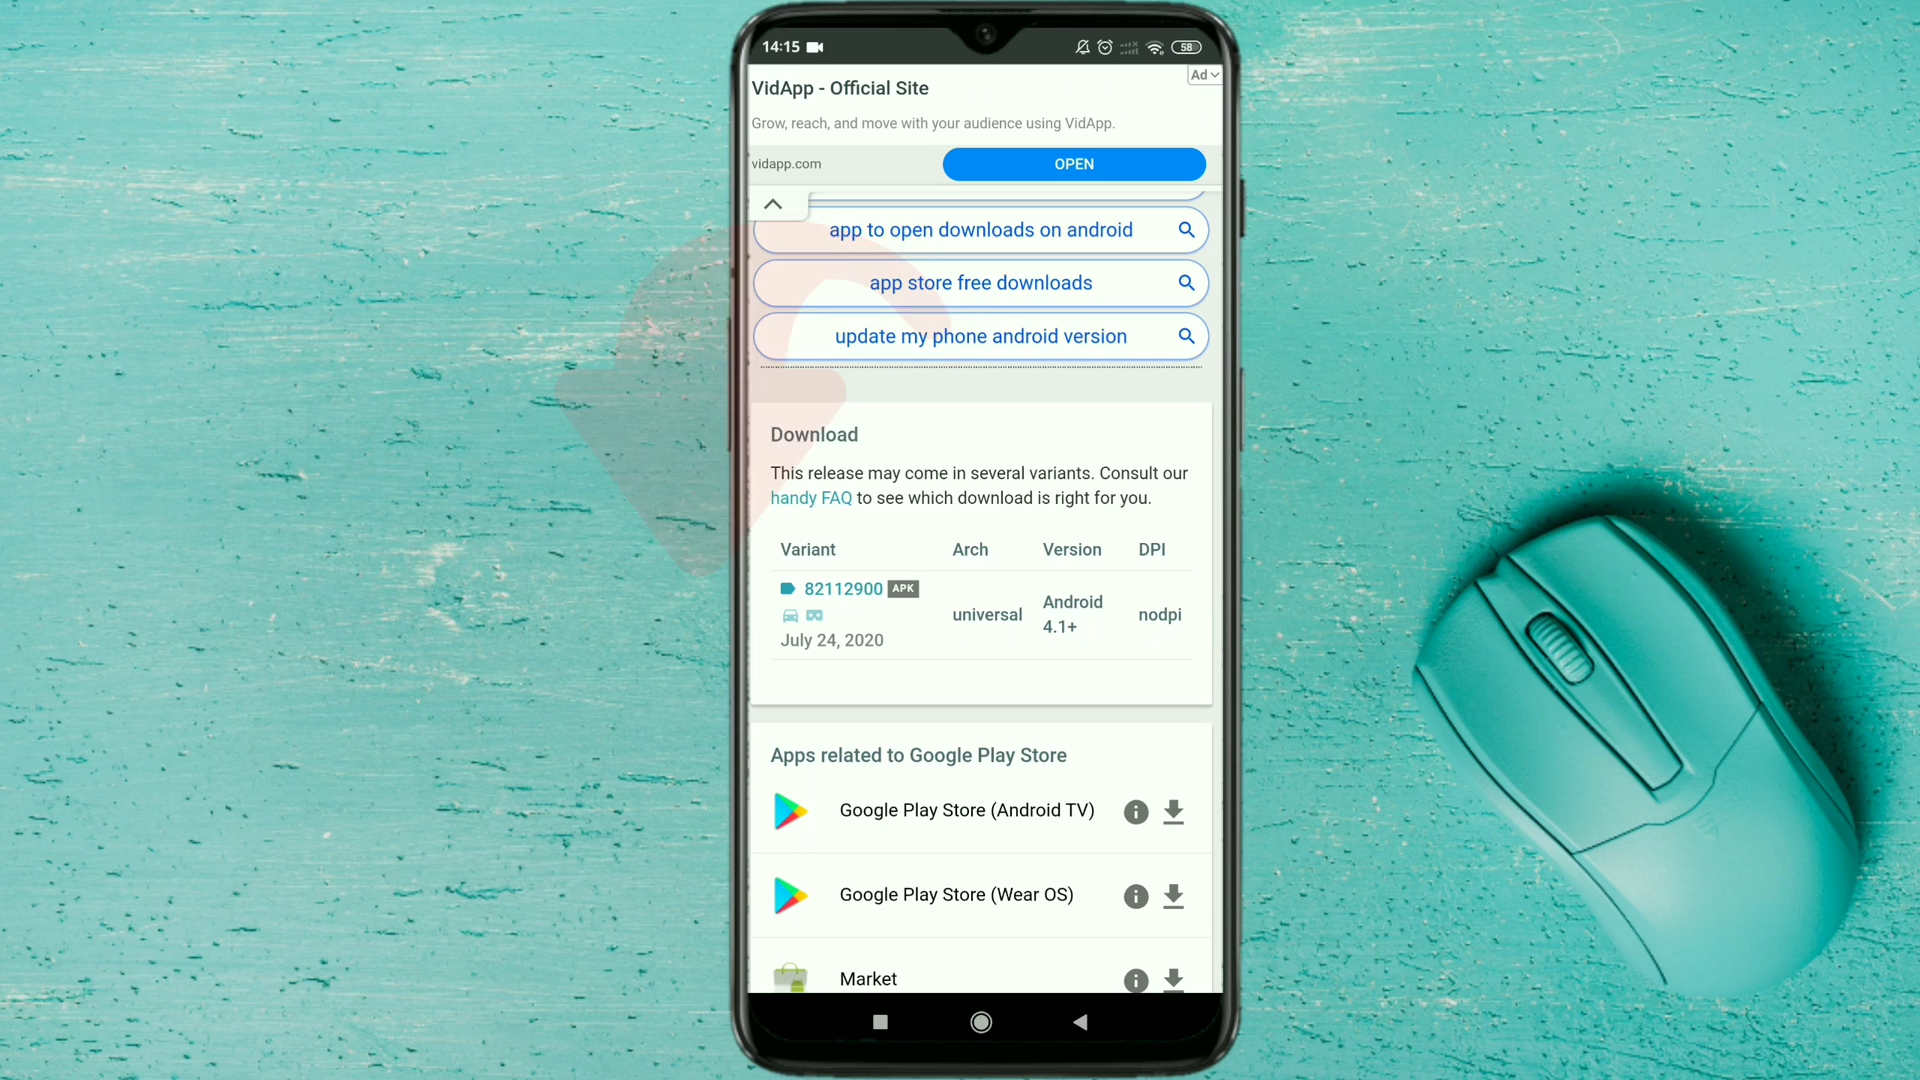 14:15
58
VidApp - Official Site
Ad
Grow, reach, and move with your audience using VidApp.
vidapp.com
OPEN
app to open downloads on android
app store free downloads
update my phone android version
Download
This release may come in several variants. Consult our
handy FAQ to see which download is right for you.
Variant Arch Version DPI
82112900 APK
July 24, 2020
universal
Android
4.1+
nodpi
Apps related to Google Play Store
Google Play Store (Android TV)
Google Play Store (Wear OS)
Market